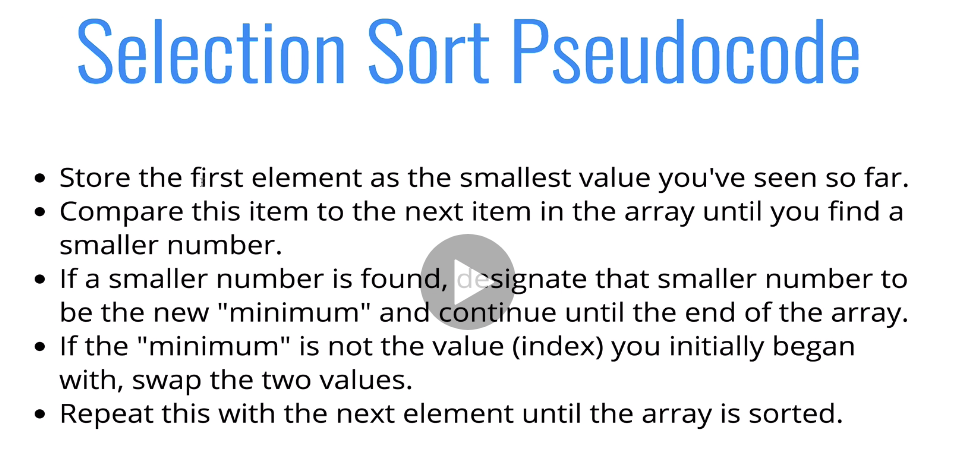 Selection Sort Pseudocode
• Store the first element as the smallest value you've seen so far.
• Compare this item to the next item in the array until you find a
smaller number.
• If a smaller number is found, designate that smaller number to
be the new "minimum" and continue until the end of the array.
• If the "minimum" is not the value (index) you initially began
with, swap the two values.
• Repeat this with the next element until the array is sorted.